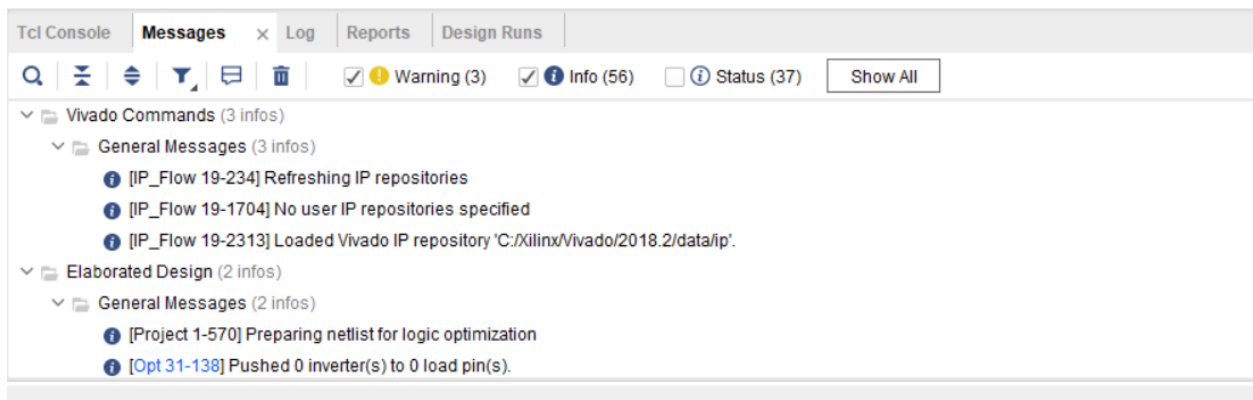 Tcl Console Messages × Log Reports Design Runs
Warning (3) Info (56) Status (37) Show All
Vivado Commands (3 infos)
General Messages (3 infos)
[IP_Flow 19-234] Refreshing IP repositories
[IP_Flow 19-1704] No user IP repositories specified
[IP_Flow 19-2313] Loaded Vivado IP repository 'C:/Xilinx/Vivado/2018.2/data/ip'.
Elaborated Design (2 infos)
General Messages (2 infos)
[Project 1-570] Preparing netlist for logic optimization
[Opt 31-138] Pushed 0 inverter(s) to 0 load pin(s).